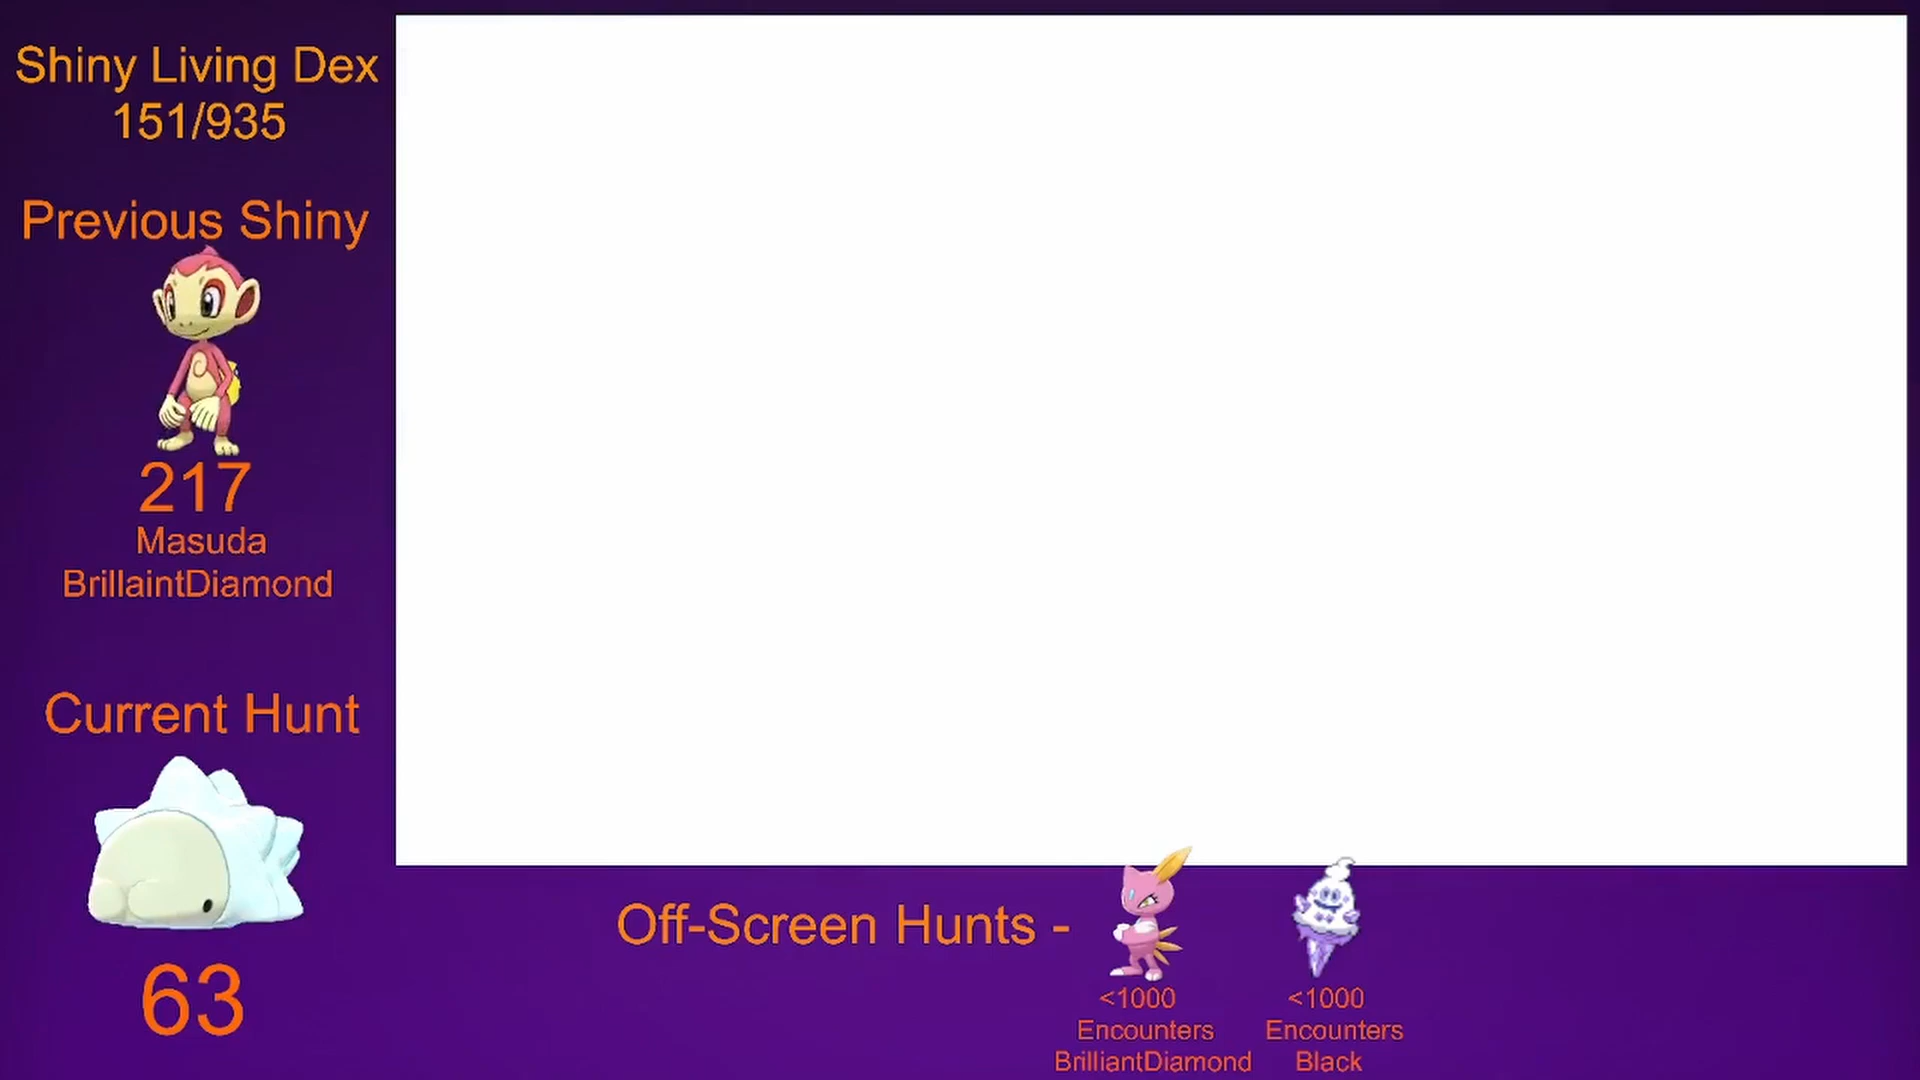 Shiny Living Dex
151/935
Previous Shiny
217
Masuda
BrillaintDiamond
Current Hunt
63
Off-Screen Hunts -
<1000
Encounters
BrilliantDiamond
<1000
Encounters
Black